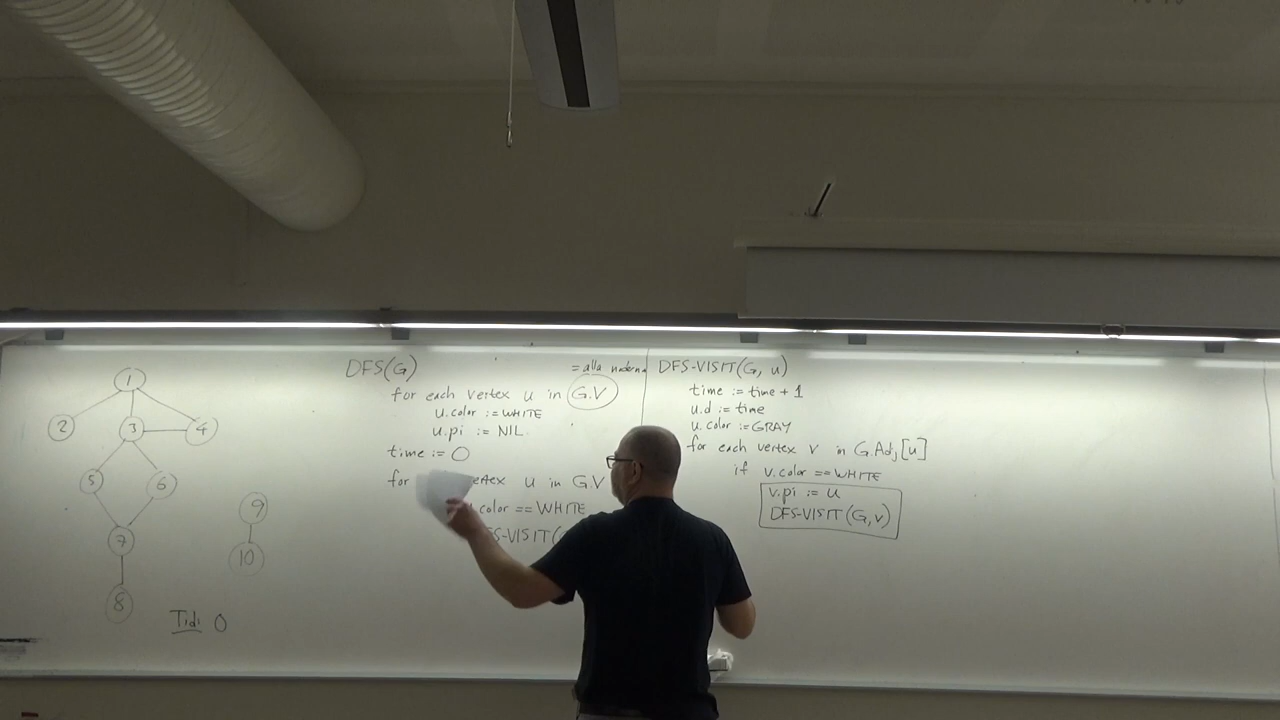 1
2 3 4
5 6
7
8
9
10
Tid: 0
DFS(G)
= alla noderna
for each vertex u in G.V
u.color := WHITE
u.pi := NIL
time := 0
for u in G.V
color == WHITE
DFS-VISIT(G, u)
time := time + 1
u.d := time
u.color := GRAY
for each vertex v in G.Adj[u]
if v.color == WHITE
v.pi := u
DFS-VISIT(G, v)